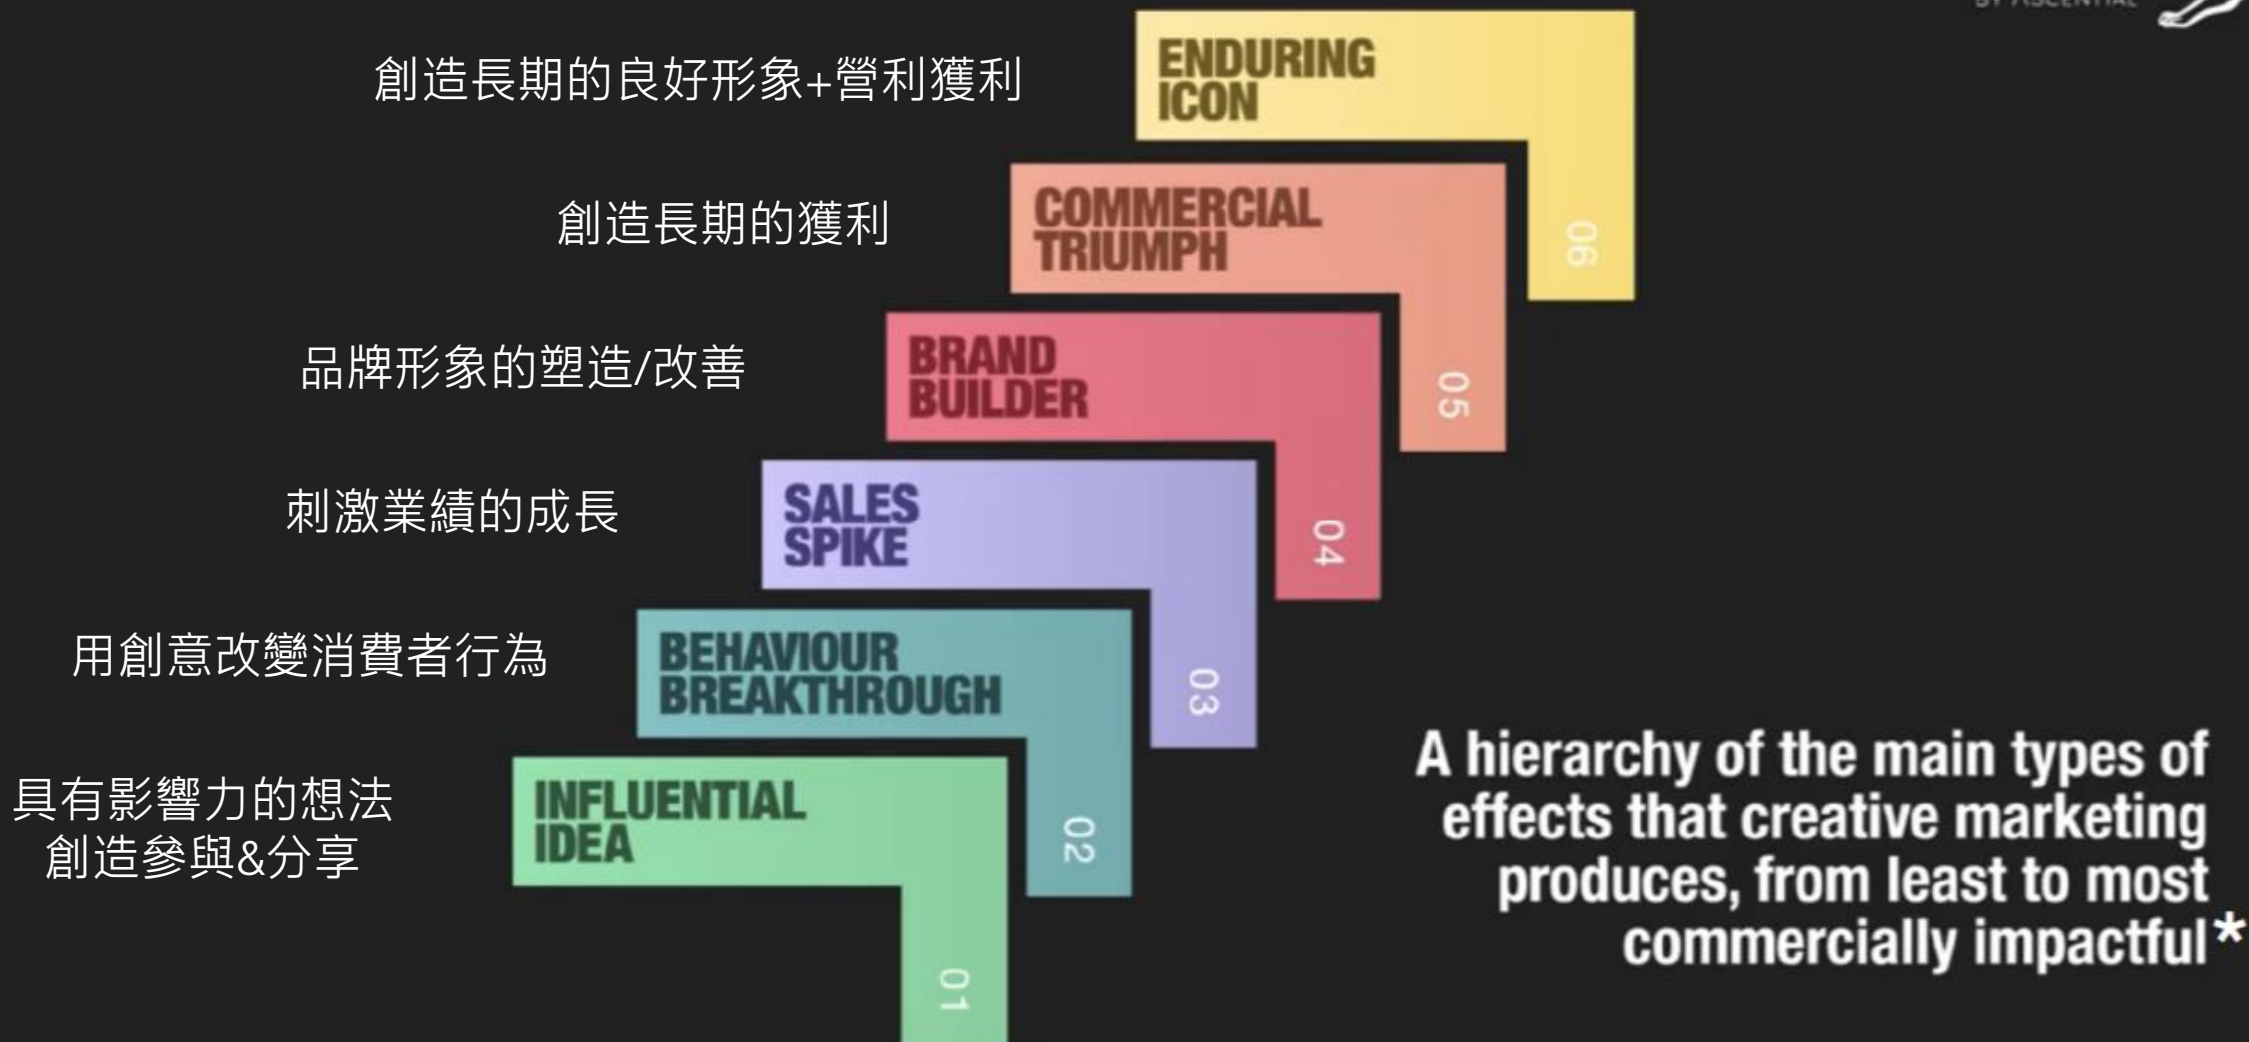 BY ASCENTIAL
創造長期的良好形象+營利獲利
ENDURING
ICON
06
創造長期的獲利
COMMERCIAL
TRIUMPH
05
品牌形象的塑造/改善
BRAND
BUILDER
04
刺激業績的成長
SALES
SPIKE
03
用創意改變消費者行為
BEHAVIOUR
BREAKTHROUGH
02
具有影響力的想法
創造參與&分享
INFLUENTIAL
IDEA
01
A hierarchy of the main types of
effects that creative marketing
produces, from least to most
commercially impactful*